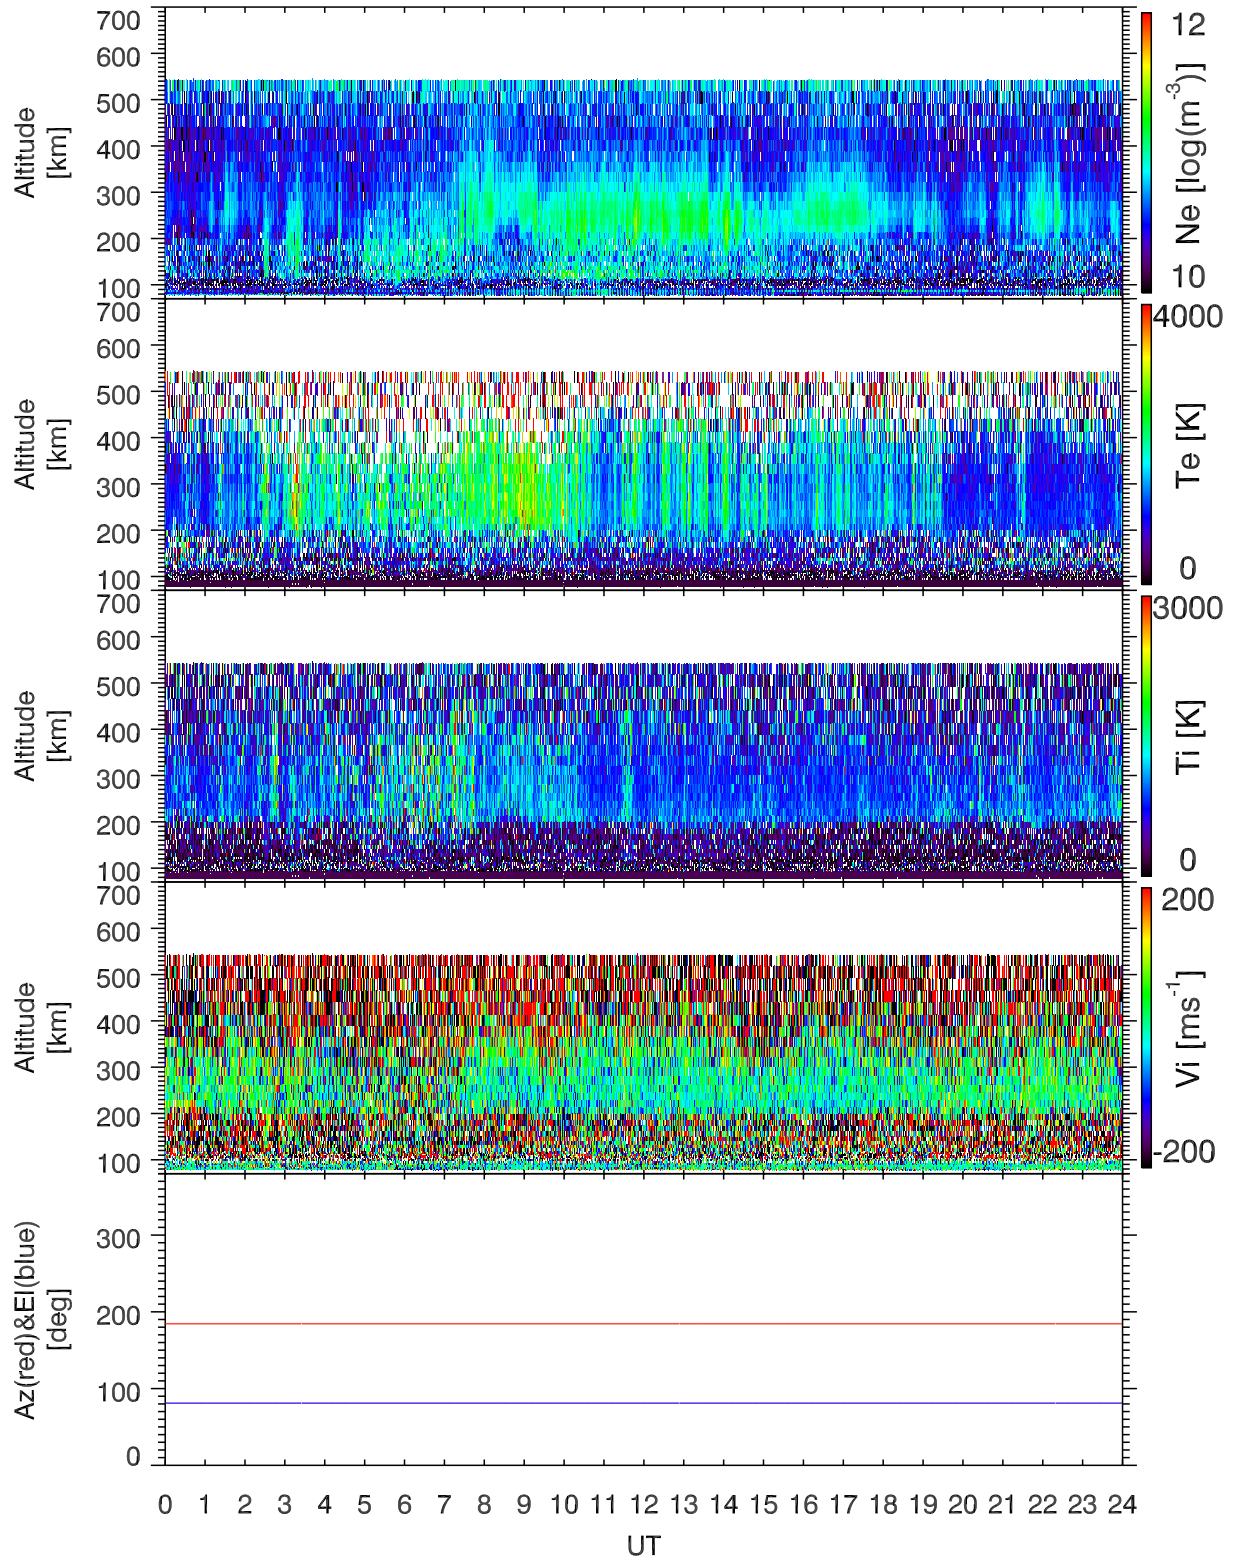 700
600
500
400
300
200
100
Altitude
[km]
12
Ne [log(m⁻³)]
10
700
600
500
400
300
200
100
Altitude
[km]
4000
Te [K]
0
700
600
500
400
300
200
100
Altitude
[km]
3000
Ti [K]
0
700
600
500
400
300
200
100
Altitude
[km]
200
Vi [ms⁻¹]
-200
300
200
100
0
Az(red)&El(blue)
[deg]
0 1 2 3 4 5 6 7 8 9 10 11 12 13 14 15 16 17 18 19 20 21 22 23 24
UT